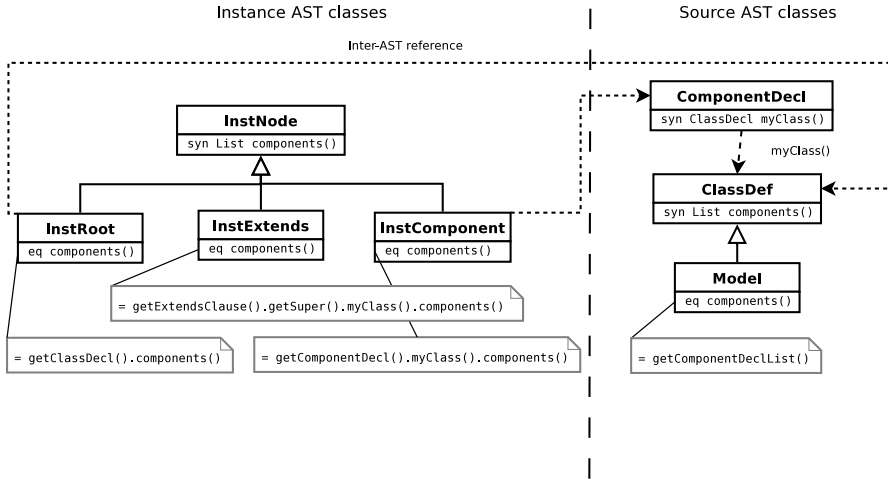 Instance AST classes
Source AST classes
Inter-AST reference
InstNode
syn List components()
InstRoot
eq components()
InstExtends
eq components()
InstComponent
eq components()
= getExtendsClause().getSuper().myClass().components()
= getClassDecl().components()
= getComponentDecl().myClass().components()
ComponentDecl
syn ClassDecl myClass()
myClass()
ClassDef
syn List components()
Model
eq components()
= getComponentDeclList()